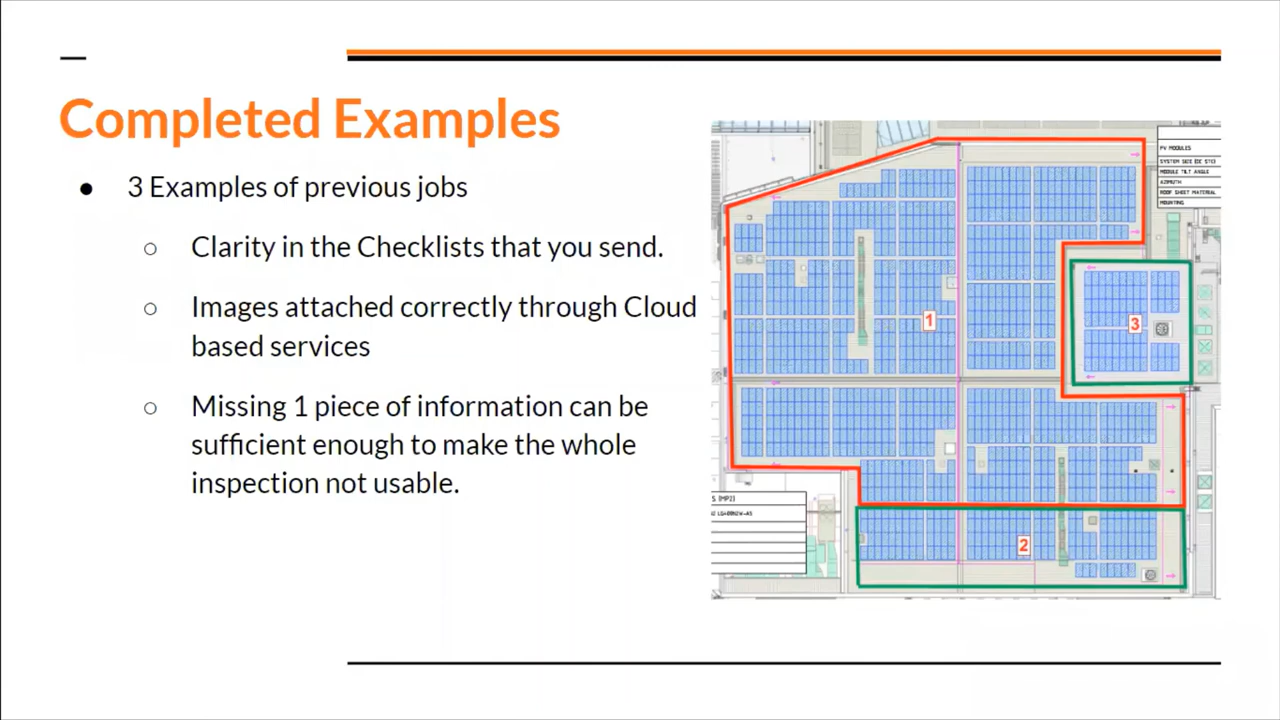 Completed Examples
● 3 Examples of previous jobs
○ Clarity in the Checklists that you send.
○ Images attached correctly through Cloud
based services
○ Missing 1 piece of information can be
sufficient enough to make the whole
inspection not usable.
PV MODULES
SYSTEM SIZE (DC STC)
MODULE TILT ANGLE
AZIMUTH
ROOF SHEET MATERIAL
MOUNTING
1
3
2
S (MP2)